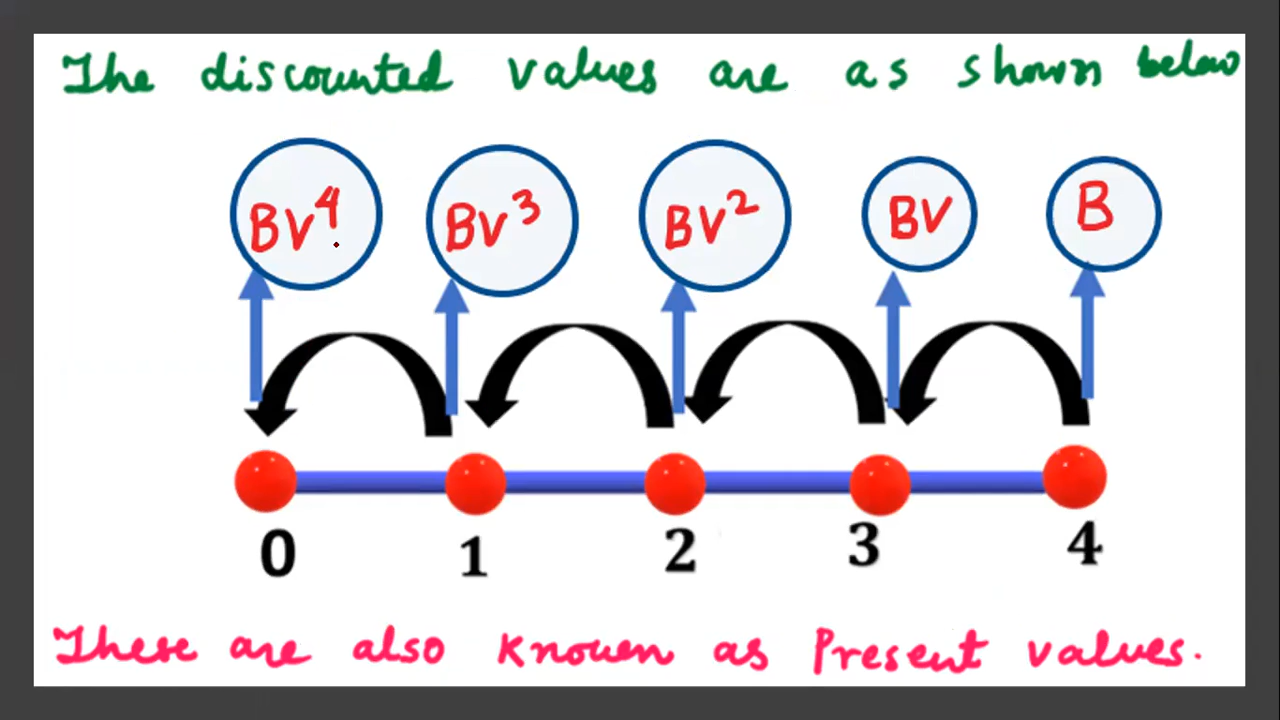 The discounted values are as shown below
BV⁴ BV³ BV² BV B
0 1 2 3 4
These are also known as Present values.